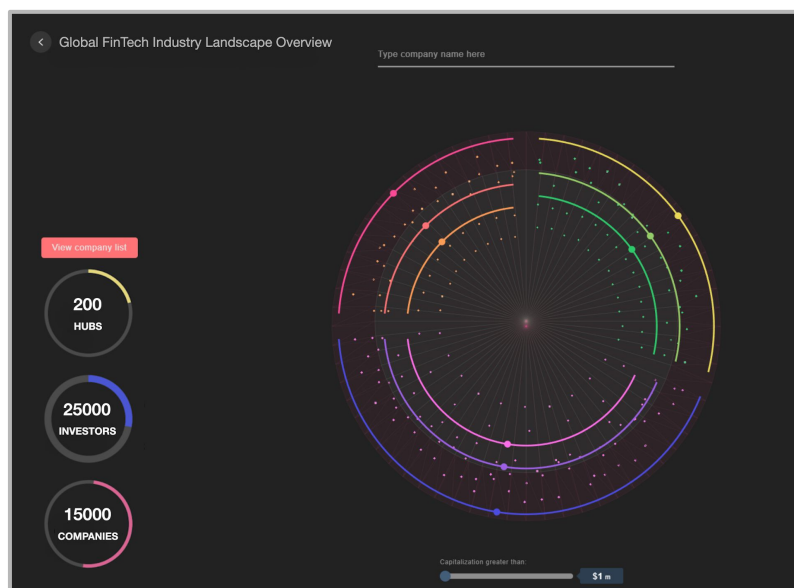 Global FinTech Industry Landscape Overview
Type company name here
View company list
200
HUBS
25000
INVESTORS
15000
COMPANIES
Capitalization greater than:
$1 m